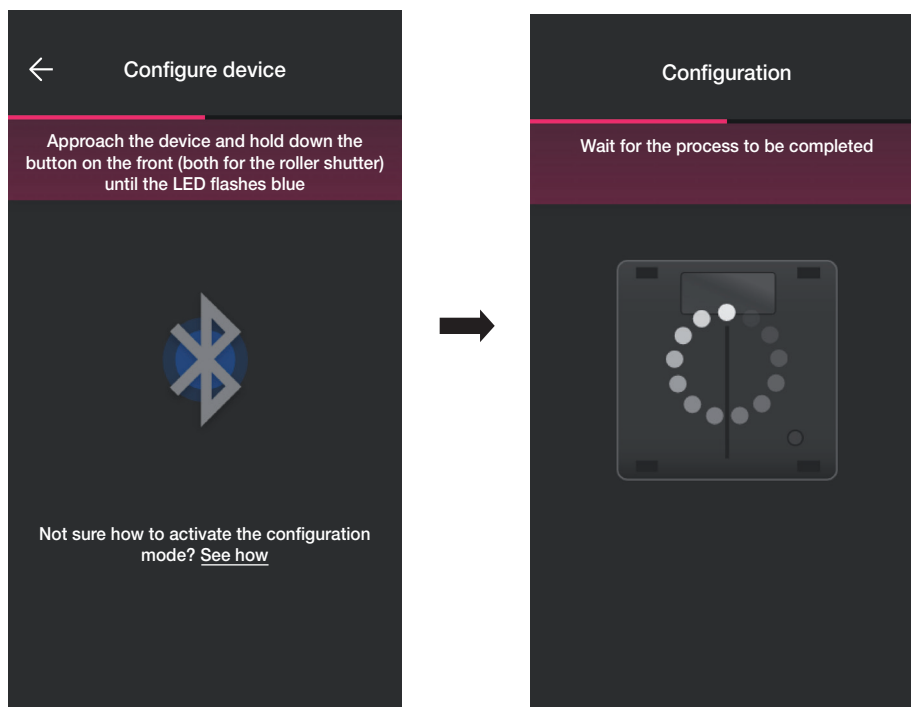 Configure device
Approach the device and hold down the
button on the front (both for the roller shutter)
until the LED flashes blue
Not sure how to activate the configuration
mode? See how
Configuration
Wait for the process to be completed